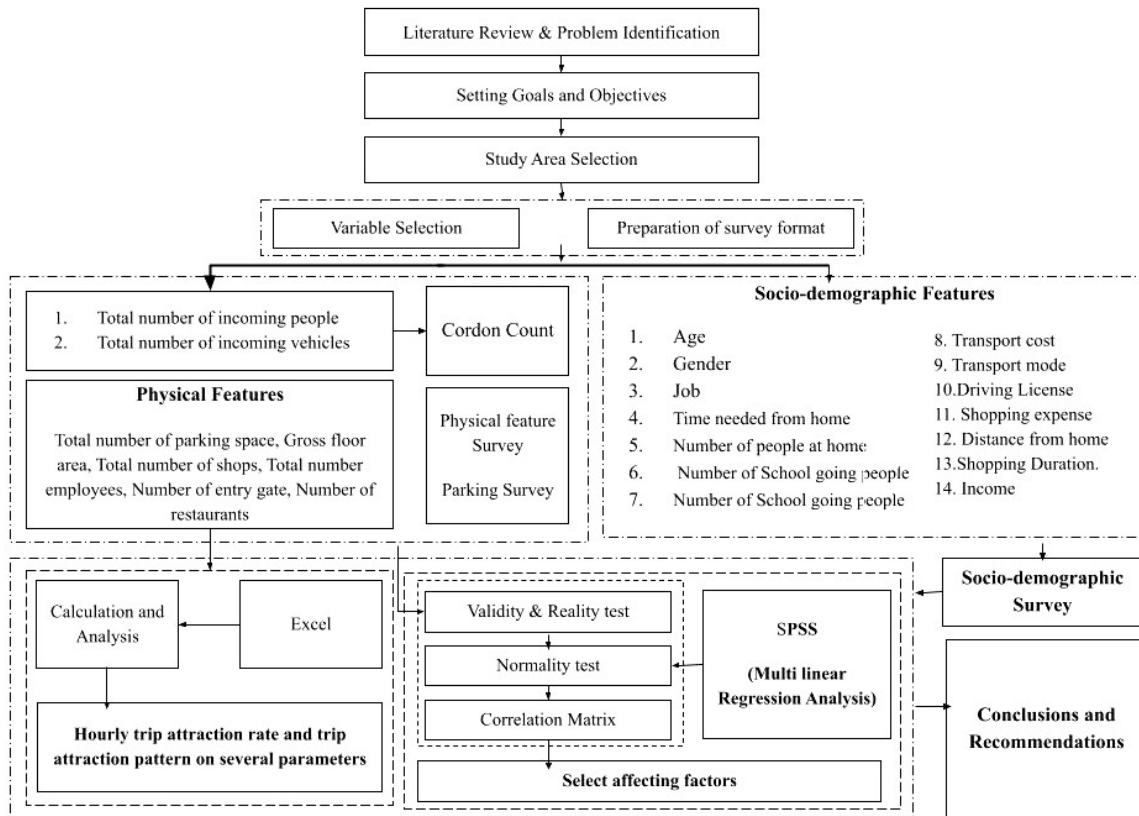 Literature Review & Problem Identification
Setting Goals and Objectives
Study Area Selection
Variable Selection
Preparation of survey format
1. Total number of incoming people
2. Total number of incoming vehicles
Cordon Count
Physical Features
Total number of parking space, Gross floor
area, Total number of shops, Total number
employees, Number of entry gate, Number of
restaurants
Physical feature
Survey
Parking Survey
Socio-demographic Features
1. Age
2. Gender
3. Job
4. Time needed from home
5. Number of people at home
6. Number of School going people
7. Number of School going people
8. Transport cost
9. Transport mode
10.Driving License
11. Shopping expense
12. Distance from home
13.Shopping Duration.
14. Income
Calculation and
Analysis
Excel
Hourly trip attraction rate and trip
attraction pattern on several parameters
Validity & Reality test
Normality test
Correlation Matrix
SPSS
(Multi linear
Regression Analysis)
Select affecting factors
Socio-demographic
Survey
Conclusions and
Recommendations